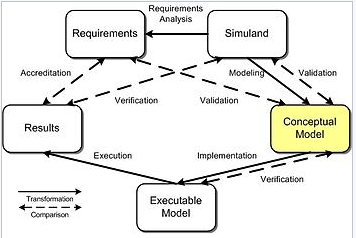 Requirements
Analysis
Requirements
Simuland
Accreditation
Modeling
Validation
Verification
Validation
Results
Conceptual
Model
Execution
Implementation
Verification
Transformation
Comparison
Executable
Model